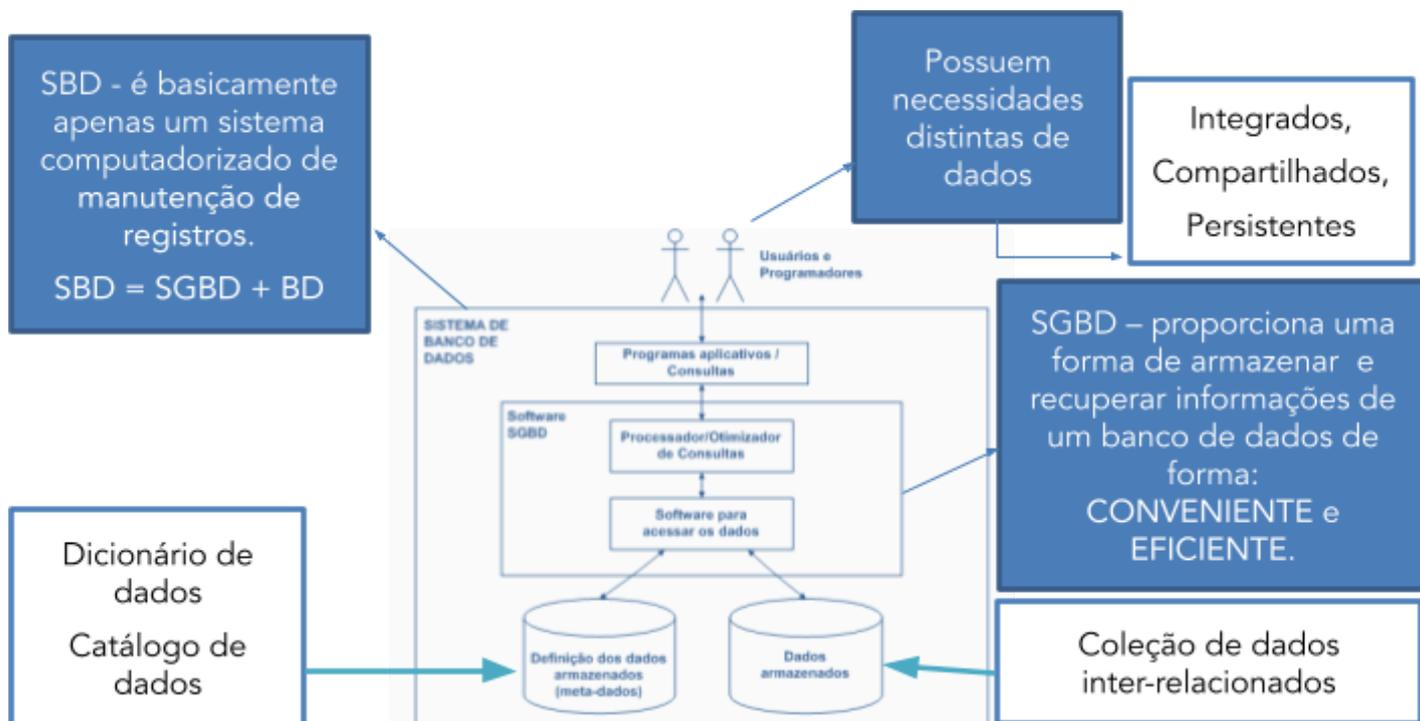 SBD - é basicamente
apenas um sistema
computadorizado de
manutenção de
registros.
SBD = SGBD + BD
Possuem
necessidades
distintas de
dados
Integrados,
Compartilhados,
Persistentes
Usuários e
Programadores
SISTEMA DE
BANCO DE
DADOS
Programas aplicativos /
Consultas
Software
SGBD
Processador/Otimizador
de Consultas
Software para
acessar os dados
SGBD – proporciona uma
forma de armazenar e
recuperar informações de
um banco de dados de
forma:
CONVENIENTE e
EFICIENTE.
Dicionário de
dados
Catálogo de
dados
Definição dos dados
armazenados
(meta-dados)
Dados
armazenados
Coleção de dados
inter-relacionados